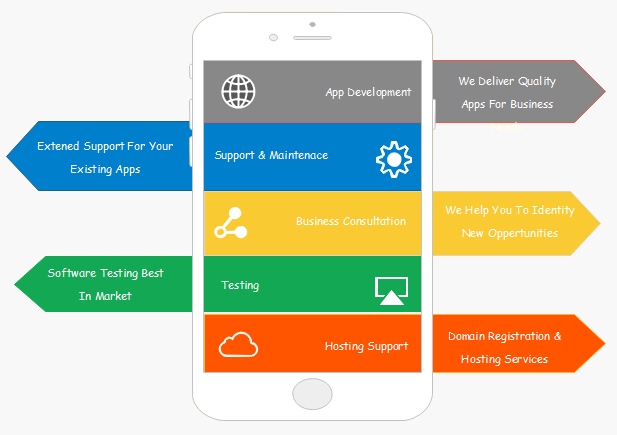 App Development
We Deliver Quality
Apps For Business
Extened Support For Your
Existing Apps
Support & Maintenace
Business Consultation
We Help You To Identity
New Oppertunities
Software Testing Best
In Market
Testing
Hosting Support
Domain Registration &
Hosting Services